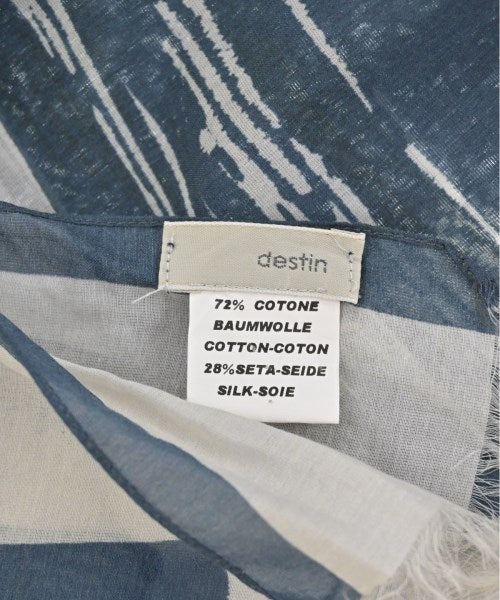 destin
72% COTONE
BAUMWOLLE
COTTON-COTON
28%SETA-SEIDE
SILK-SOIE